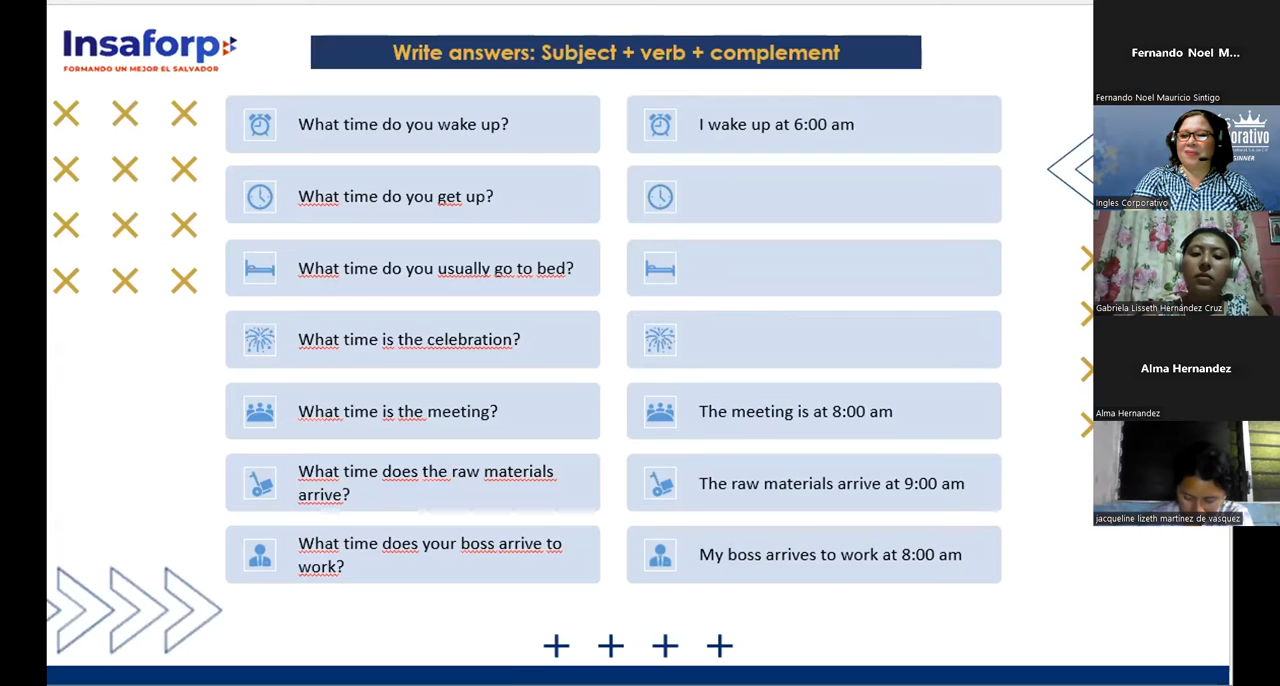 Insaforp
FORMANDO UN MEJOR EL SALVADOR
Write answers: Subject + verb + complement
What time do you wake up?
I wake up at 6:00 am
What time do you get up?
What time do you usually go to bed?
What time is the celebration?
What time is the meeting?
The meeting is at 8:00 am
What time does the raw materials
arrive?
The raw materials arrive at 9:00 am
What time does your boss arrive to
work?
My boss arrives to work at 8:00 am
Fernando Noel M...
Fernando Noel Mauricio Sintigo
Ingles Corporativo
Gabriela Lisseth Hernández Cruz
Alma Hernandez
Alma Hernandez
jacqueline lizeth martinez de vasquez